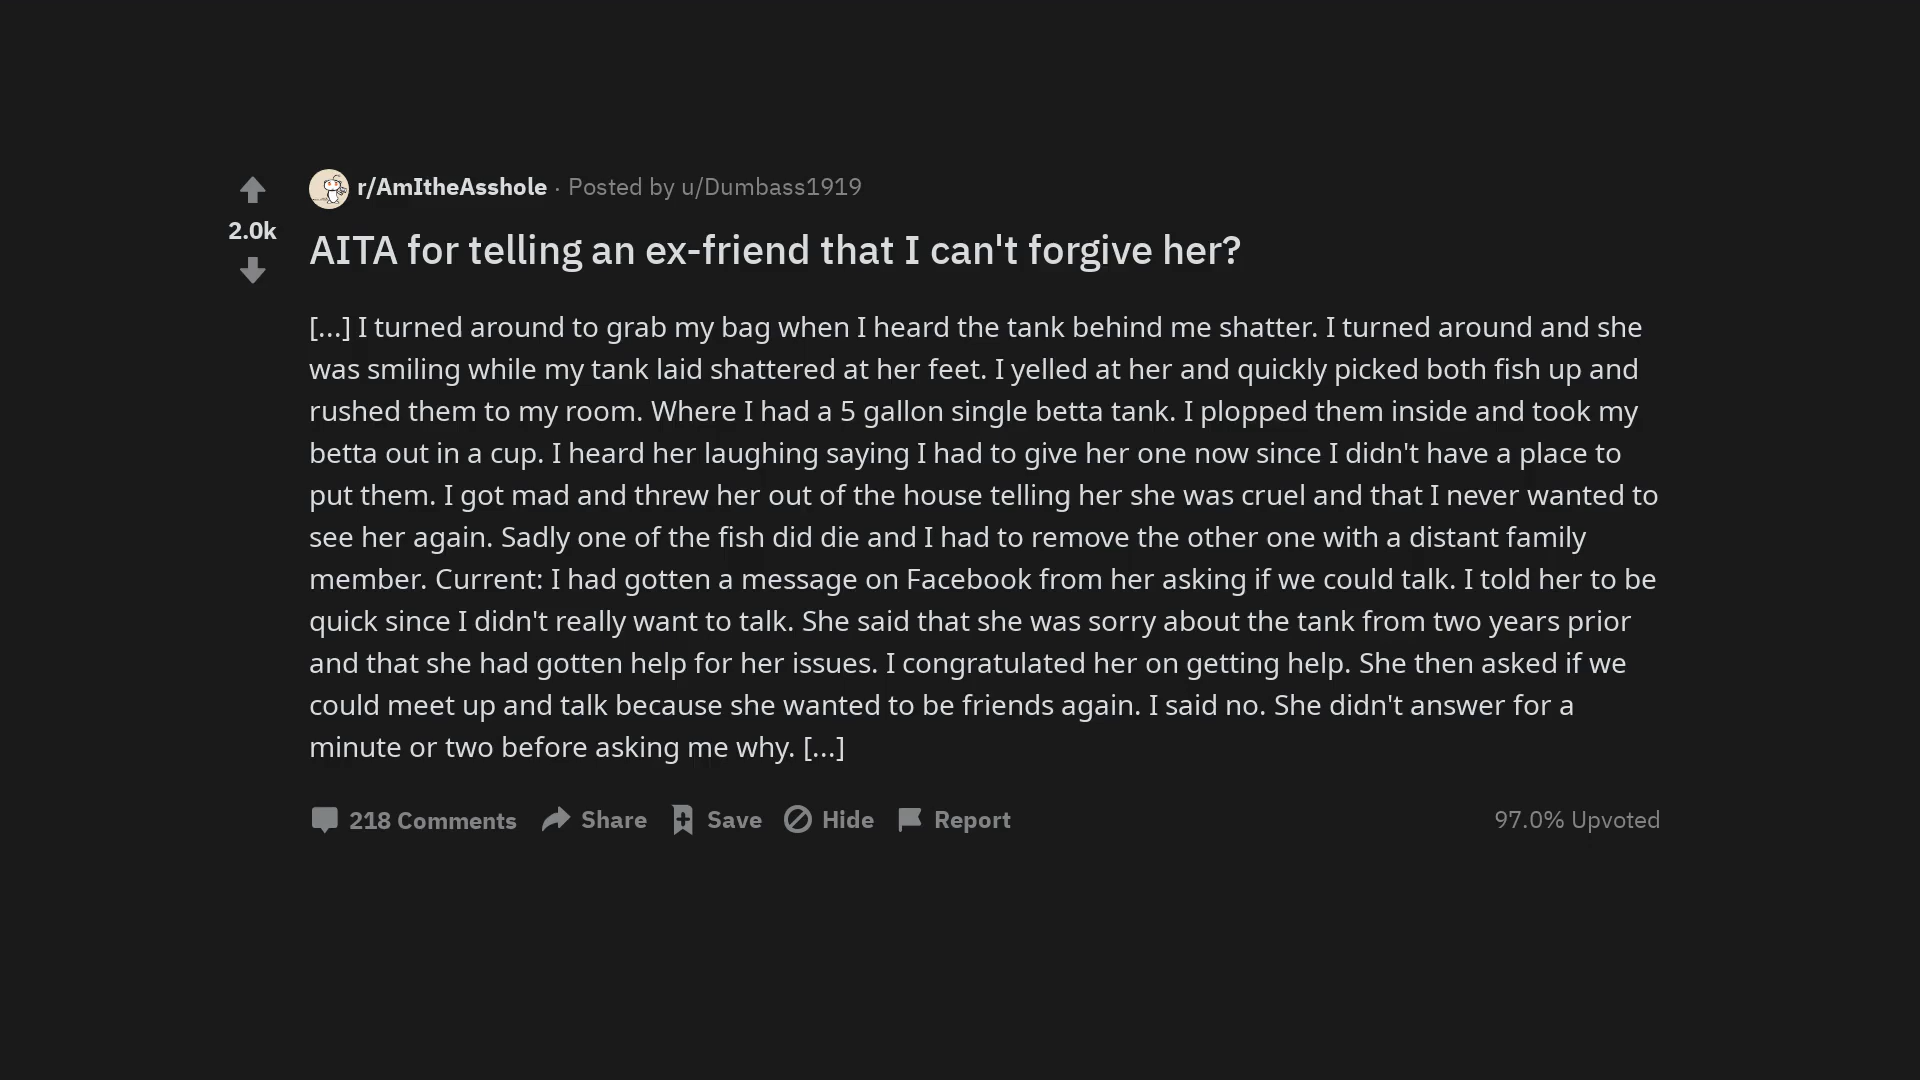 r/AmItheAsshole · Posted by u/Dumbass1919
2.0k
AITA for telling an ex-friend that I can't forgive her?
[...] I turned around to grab my bag when I heard the tank behind me shatter. I turned around and she
was smiling while my tank laid shattered at her feet. I yelled at her and quickly picked both fish up and
rushed them to my room. Where I had a 5 gallon single betta tank. I plopped them inside and took my
betta out in a cup. I heard her laughing saying I had to give her one now since I didn't have a place to
put them. I got mad and threw her out of the house telling her she was cruel and that I never wanted to
see her again. Sadly one of the fish did die and I had to remove the other one with a distant family
member. Current: I had gotten a message on Facebook from her asking if we could talk. I told her to be
quick since I didn't really want to talk. She said that she was sorry about the tank from two years prior
and that she had gotten help for her issues. I congratulated her on getting help. She then asked if we
could meet up and talk because she wanted to be friends again. I said no. She didn't answer for a
minute or two before asking me why. [...]
218 Comments Share Save Hide Report 97.0% Upvoted